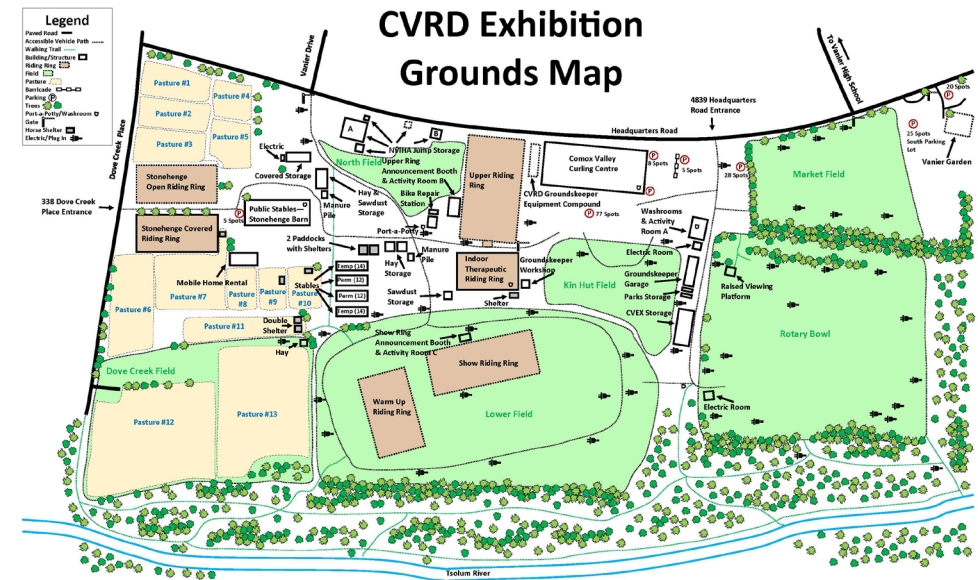 CVRD Exhibition
Grounds Map
Legend
Paved Road
Accessible Vehicle Path
Walking Trail
Building/Structure
Riding Ring
Field
Pasture
Barricade
Parking
Trees
Port-a-Potty/Washroom
Gate
Horse Shelter
Electric/Plug In
Vanier Drive
To Vanier High School
4839 Headquarters
Road Entrance
Headquarters Road
20 Spots
25 Spots
South Parking
Lot
Vanier Garden
Dove Creek Place
338 Dove Creek
Place Entrance
Pasture #1
Pasture #2
Pasture #3
Pasture #4
Pasture #5
Electric
Covered Storage
A
B
NVIHA Jump Storage
North Field
Upper Ring
Announcement Booth
& Activity Room B
Bike Repair
Station
Port-a-Potty
Upper Riding
Ring
Comox Valley
Curling Centre
CVRD Groundskeeper
Equipment Compound
8 Spots
5 Spots
28 Spots
77 Spots
Market Field
Stonehenge
Open Riding Ring
Hay &
Sawdust
Storage
Manure
Pile
5 Spots
Public Stables—
Stonehenge Barn
Stonehenge Covered
Riding Ring
2 Paddocks
with Shelters
Hay
Storage
Manure
Pile
Washrooms
& Activity
Room A
Electric Room
Groundskeeper
Garage
Parks Storage
CVEX Storage
Raised Viewing
Platform
Rotary Bowl
Mobile Home Rental
Stables
Temp (14)
Perm (12)
Perm (12)
Temp (14)
Indoor
Therapeutic
Riding Ring
Groundskeeper
Workshop
Kin Hut Field
Sawdust
Storage
Shelter
Pasture #6
Pasture #7
Pasture
#8
Pasture
#9
Pasture
#10
Pasture #11
Double
Shelter
Hay
Show Ring
Announcement Booth
& Activity Room C
Show Riding Ring
Warm Up
Riding Ring
Lower Field
Electric Room
Dove Creek Field
Pasture #12
Pasture #13
Tsolum River